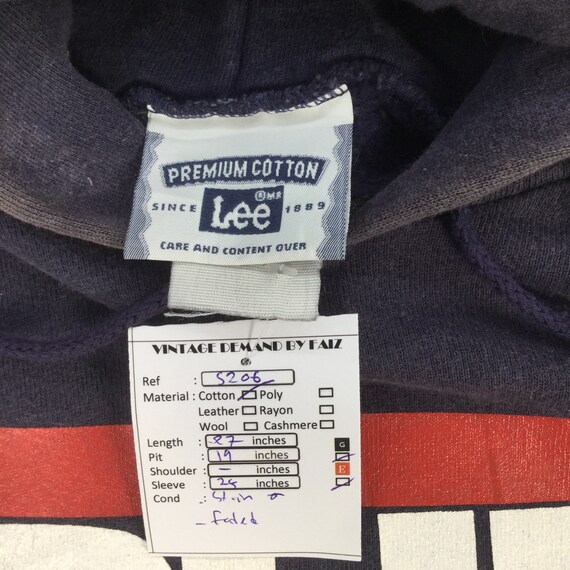 PREMIUM COTTON
SINCE Lee ® MR 1889
CARE AND CONTENT OVER
VINTAGE DEMAND BY FAIZ
Ref : S206
Material : Cotton Poly
Leather Rayon
Wool Cashmere
Length : 27 inches G
Pit : 19 inches
Shoulder : – inches E
Sleeve : inches
Cond :
- faded